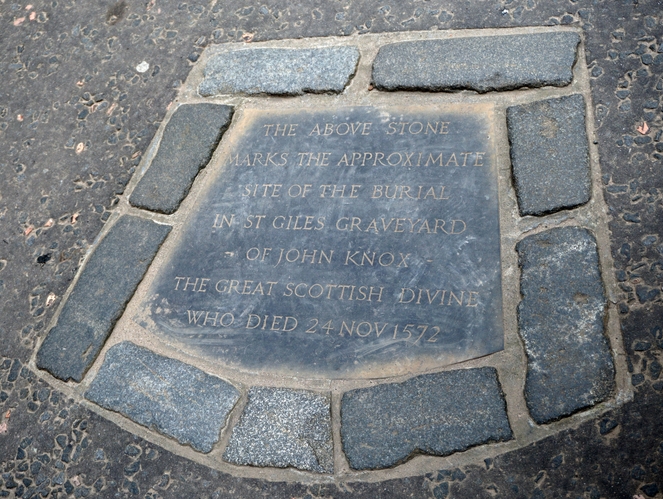 THE ABOVE STONE
MARKS THE APPROXIMATE
SITE OF THE BURIAL
IN ST GILES GRAVEYARD
- OF JOHN KNOX -
THE GREAT SCOTTISH DIVINE
WHO DIED 24 NOV 1572